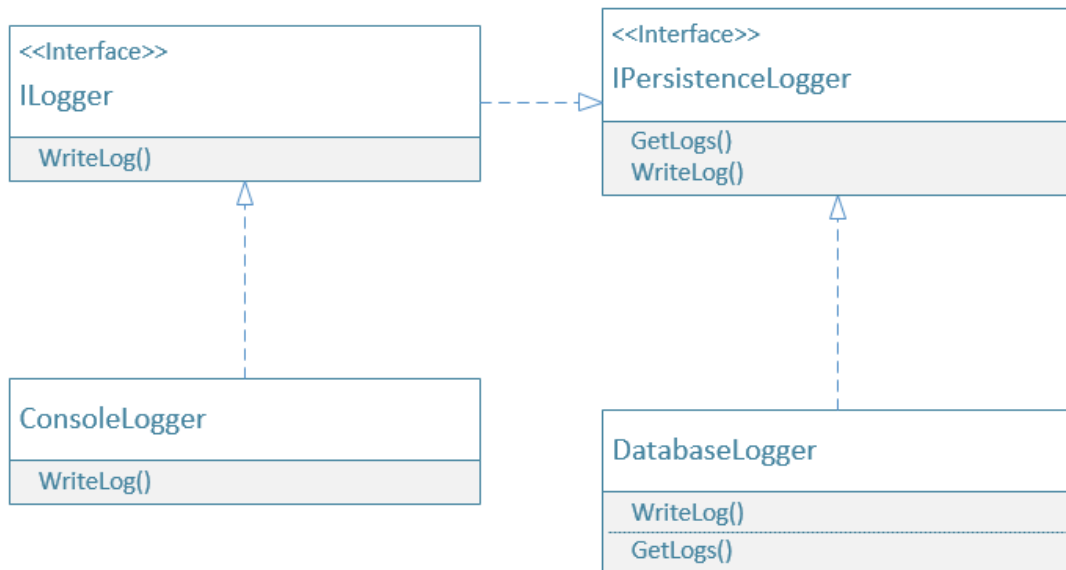 <<Interface>>
ILogger
WriteLog()
<<Interface>>
IPersistenceLogger
GetLogs()
WriteLog()
ConsoleLogger
WriteLog()
DatabaseLogger
WriteLog()
GetLogs()